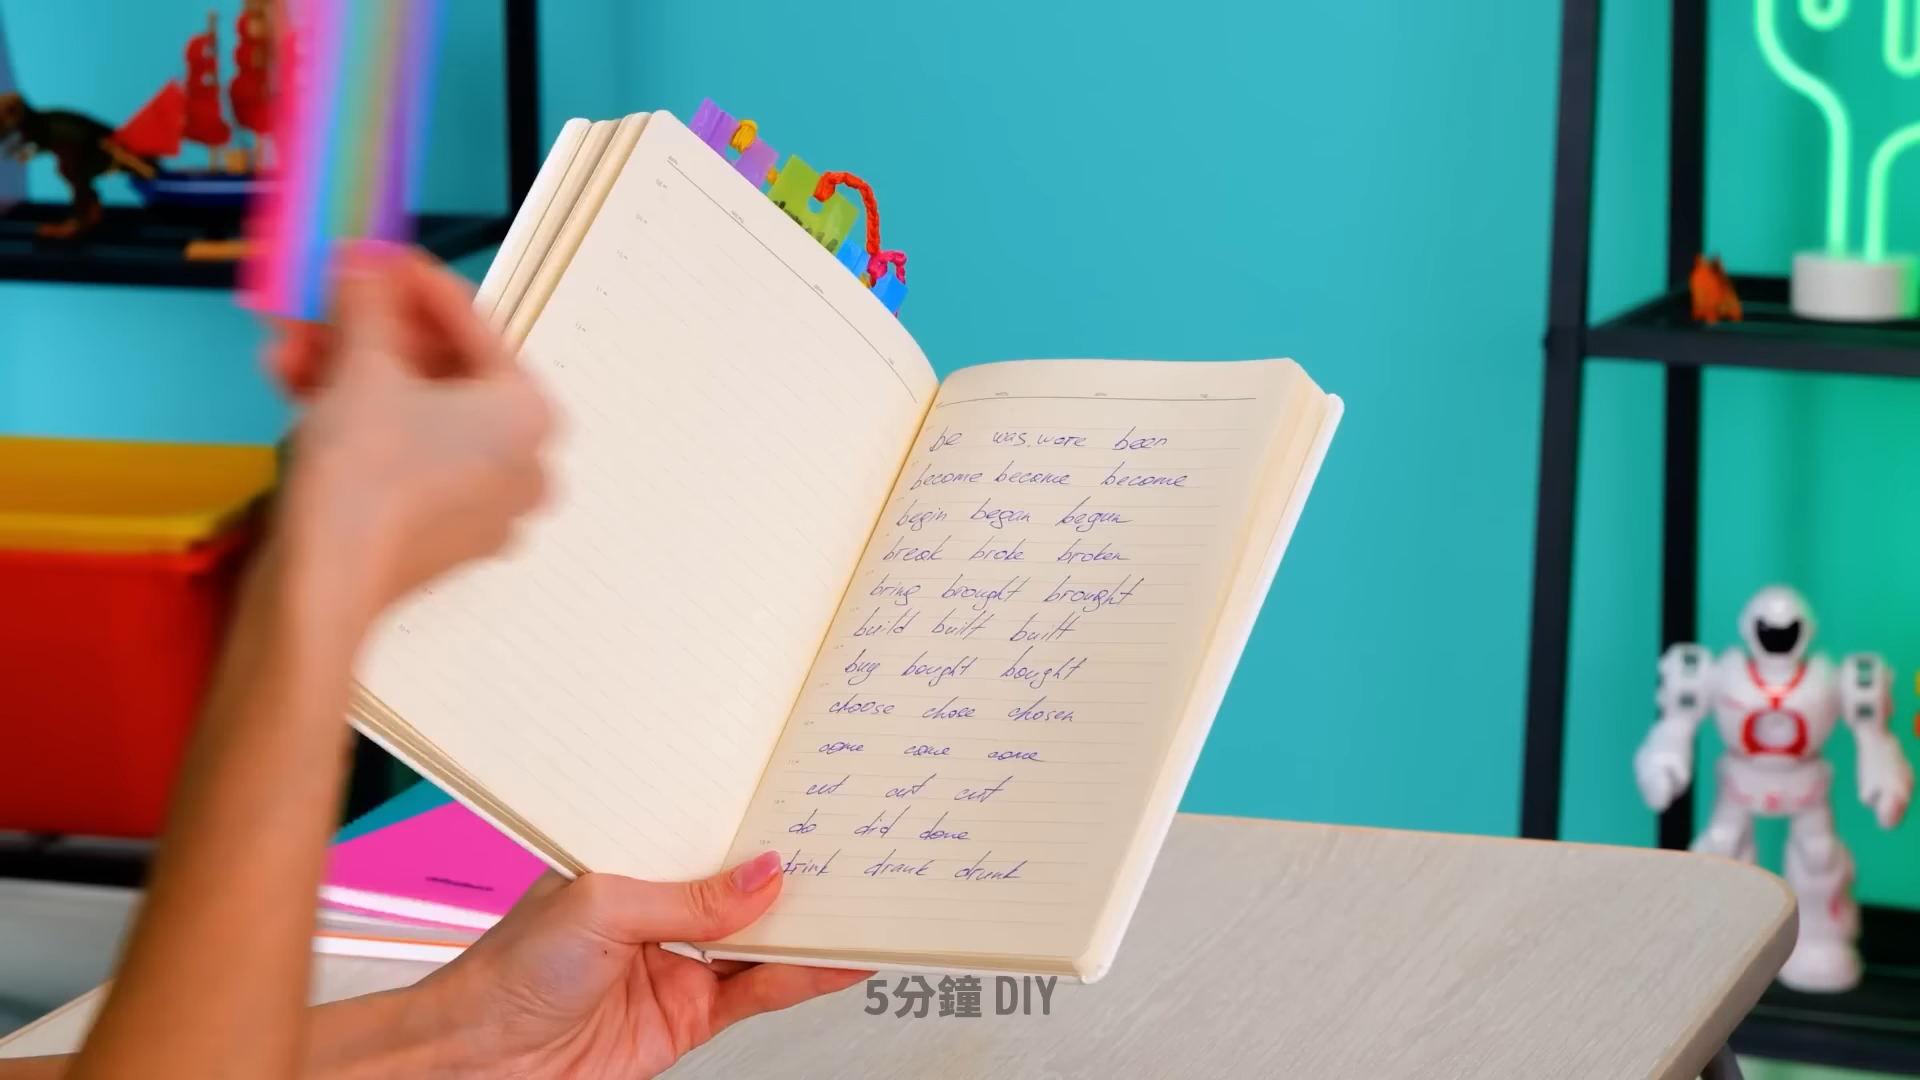 be was, were been
become became become
begin began begun
break broke broken
bring brought brought
build built built
buy bought bought
choose chose chosen
come came come
cut cut cut
do did done
drink drank drunk
5分鐘 DIY